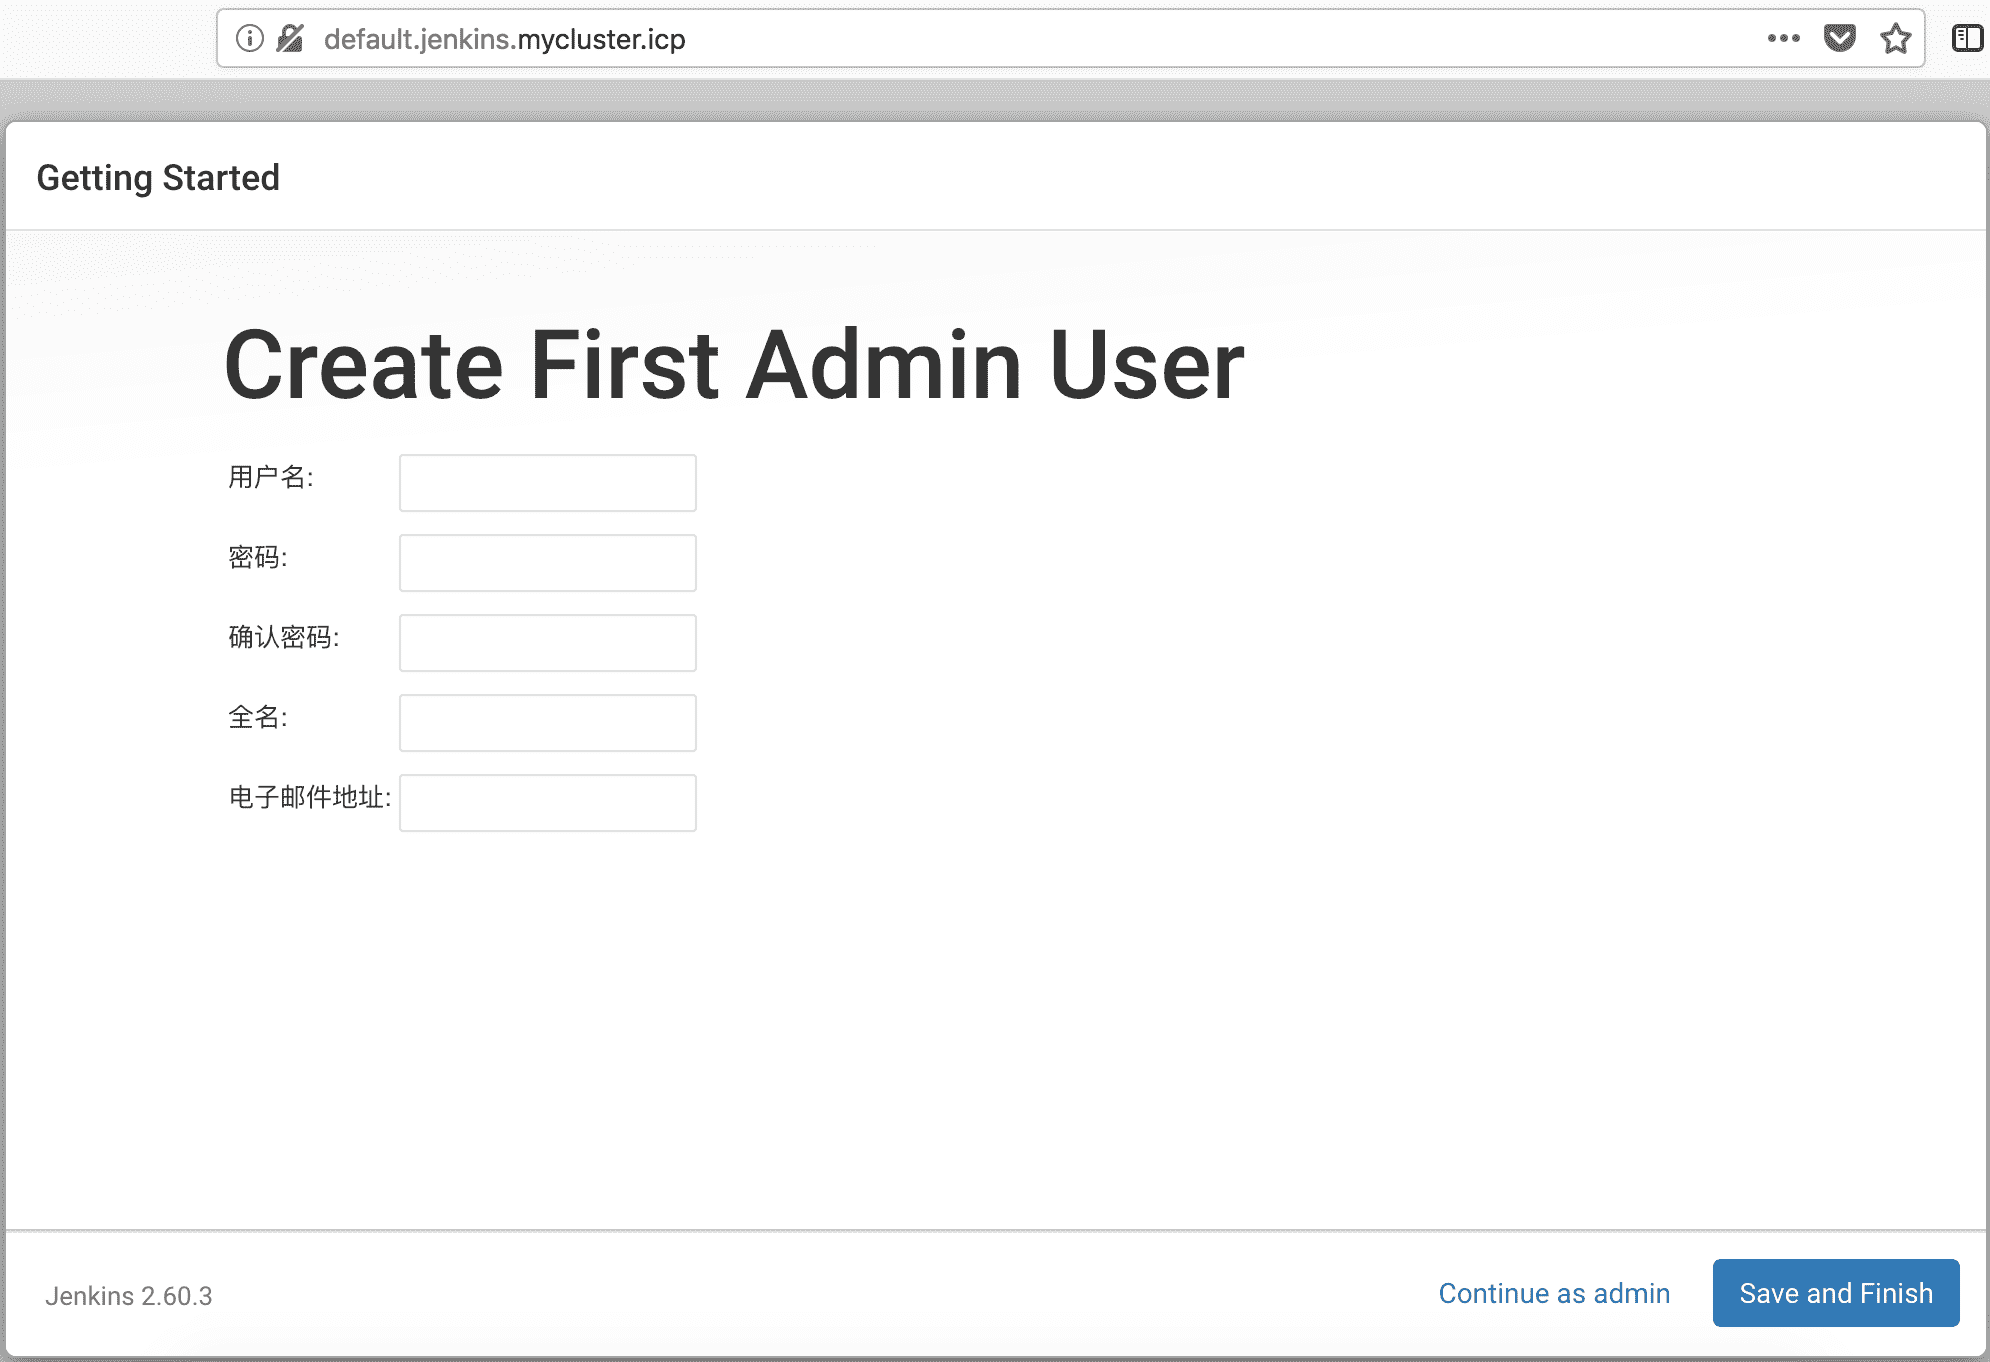 default.jenkins.mycluster.icp
Getting Started
Create First Admin User
用户名:
密码:
确认密码:
全名:
电子邮件地址:
Jenkins 2.60.3
Continue as admin
Save and Finish